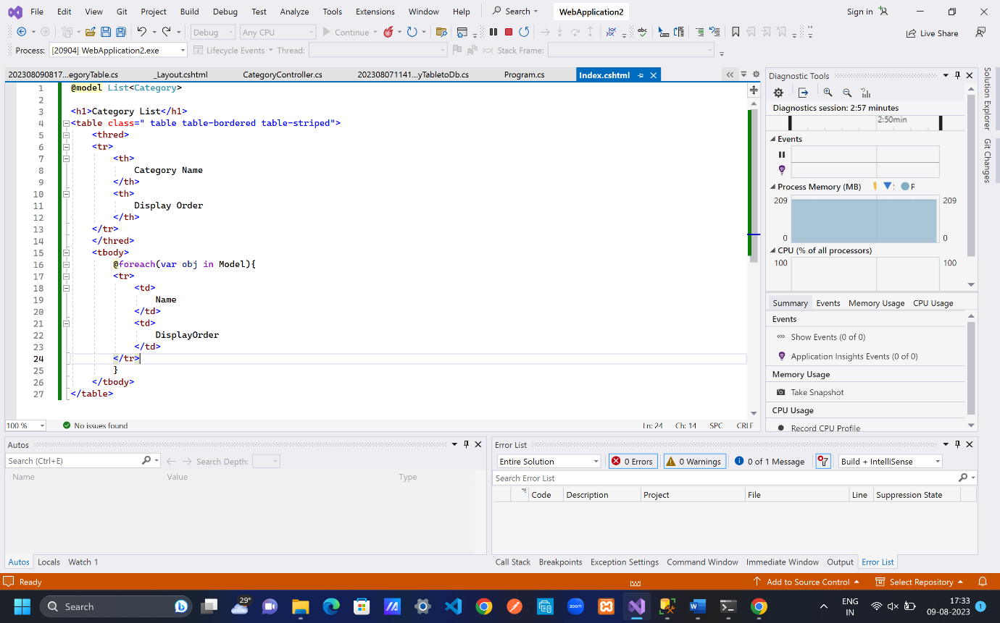 File Edit View Git Project Build Debug Test Analyze Tools Extensions Window Help Search WebApplication2 Sign in
Debug Any CPU Continue Live Share
Process: [20904] WebApplication2.exe Lifecycle Events Thread: Stack Frame:
202308090817...egoryTable.cs _Layout.cshtml CategoryController.cs 202308071141...yTabletoDb.cs Program.cs Index.cshtml
1 @model List<Category>
2
3 <h1>Category List</h1>
4 <table class=" table table-bordered table-striped">
5 <thred>
6 <tr>
7 <th>
8 Category Name
9 </th>
10 <th>
11 Display Order
12 </th>
13 </tr>
14 </thred>
15 <tbody>
16 @foreach(var obj in Model){
17 <tr>
18 <td>
19 Name
20 </td>
21 <td>
22 DisplayOrder
23 </td>
24 </tr>
25 }
26 </tbody>
27 </table>
100 % No issues found Ln: 24 Ch: 14 SPC CRLF
Diagnostic Tools
Diagnostics session: 2:57 minutes
2:50min
Events
Process Memory (MB) : P
209 209
0 0
CPU (% of all processors)
100 100
Summary Events Memory Usage CPU Usage
Events
Show Events (0 of 0)
Application Insights Events (0 of 0)
Memory Usage
Take Snapshot
CPU Usage
Record CPU Profile
Solution Explorer
Git Changes
Autos
Search (Ctrl+E) Search Depth:
Name Value Type
Autos Locals Watch 1
Error List
Entire Solution 0 Errors 0 Warnings 0 of 1 Message Build + IntelliSense
Search Error List
Code Description Project File Line Suppression State
Call Stack Breakpoints Exception Settings Command Window Immediate Window Output Error List
Ready Add to Source Control Select Repository
Search 29° zoom ENG IN 17:33 09-08-2023 1